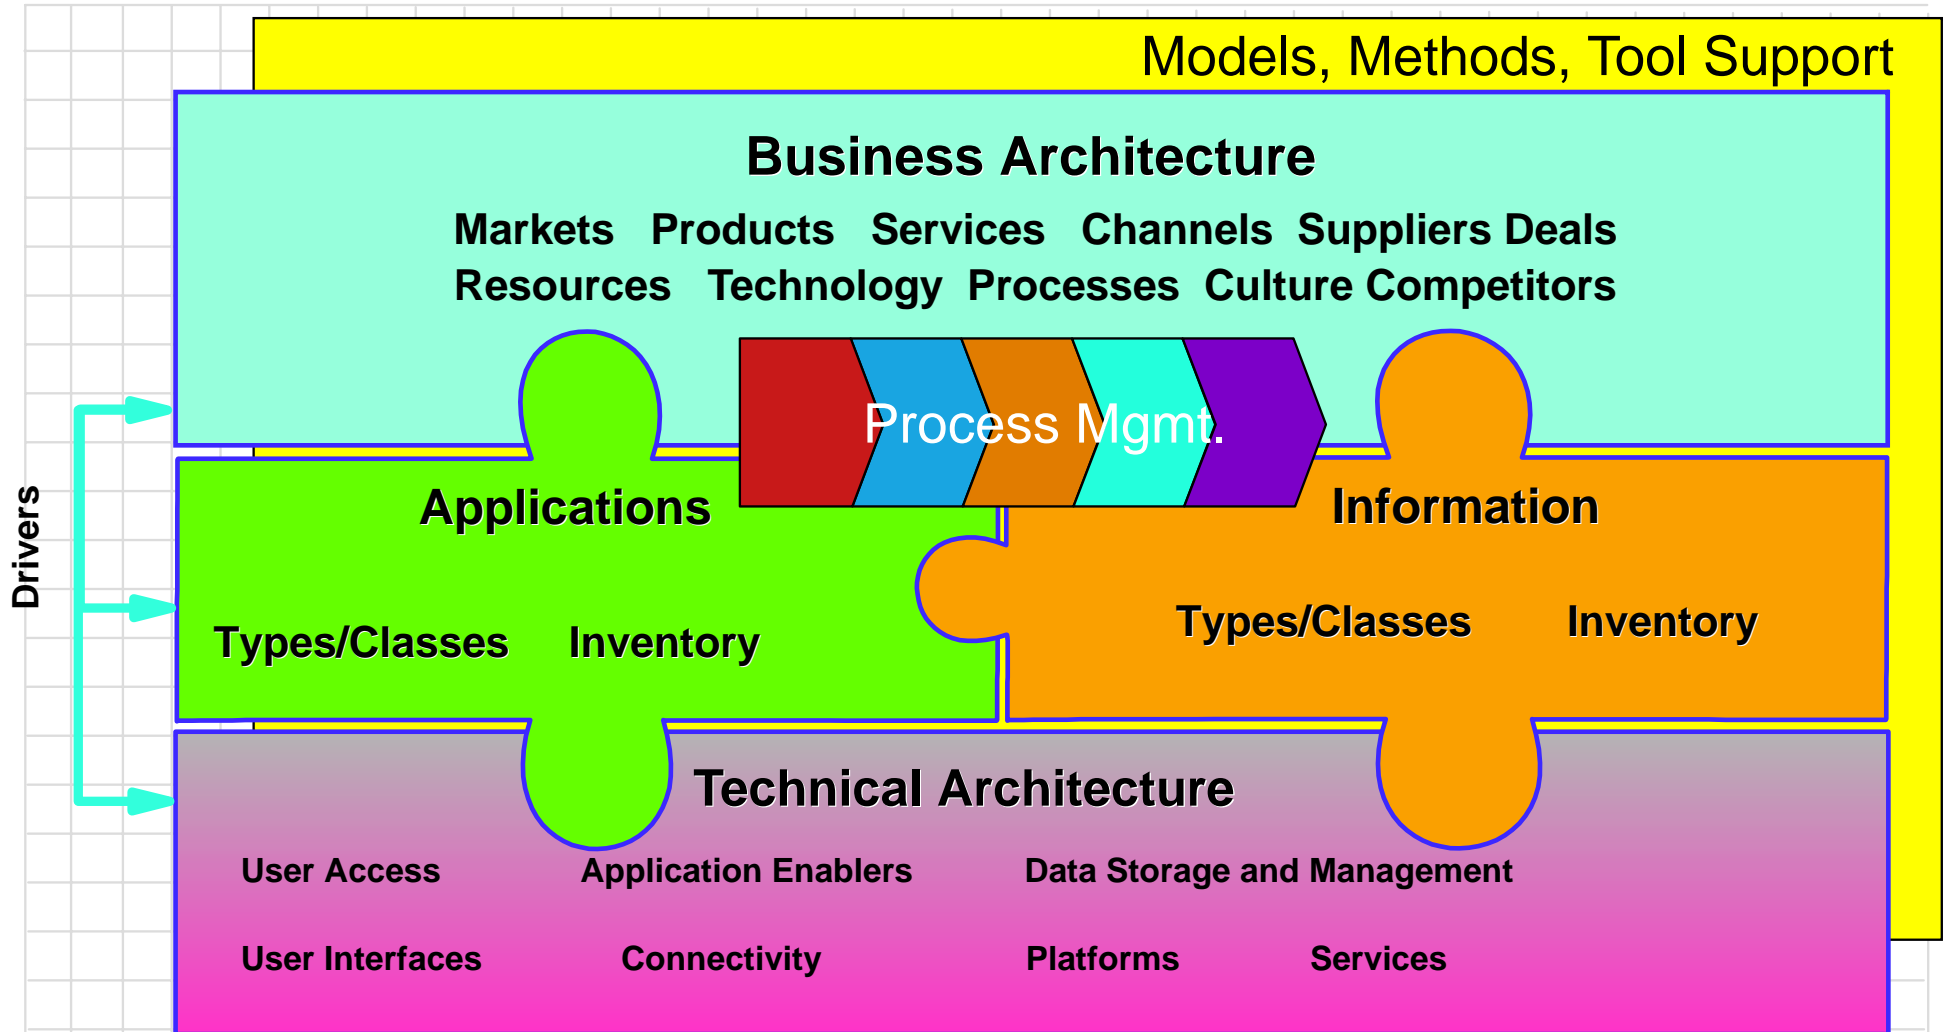 Models, Methods, Tool Support
Business Architecture
Markets Products Services Channels Suppliers Deals
Resources Technology Processes Culture Competitors
Process Mgmt.
Drivers
Applications
Information
Types/Classes Inventory
Types/Classes Inventory
Technical Architecture
User Access Application Enablers Data Storage and Management
User Interfaces Connectivity Platforms Services